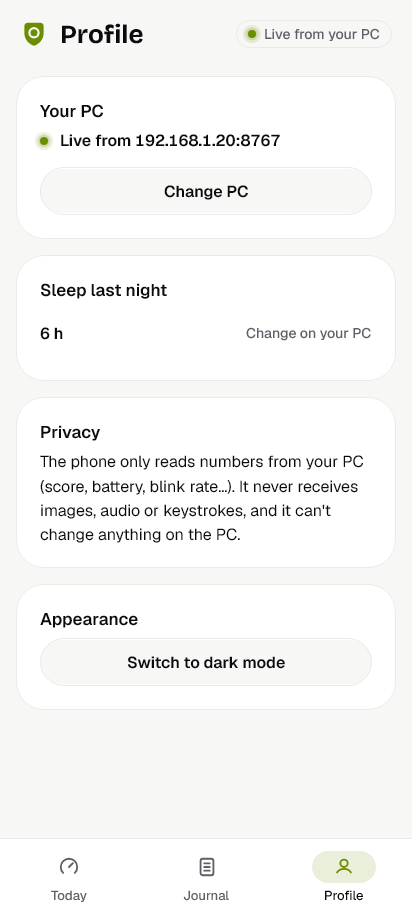 Profile
Live from your PC
Your PC
Live from 192.168.1.20:8767
Change PC
Sleep last night
6 h
Change on your PC
Privacy
The phone only reads numbers from your PC
(score, battery, blink rate…). It never receives
images, audio or keystrokes, and it can't
change anything on the PC.
Appearance
Switch to dark mode
Today
Journal
Profile